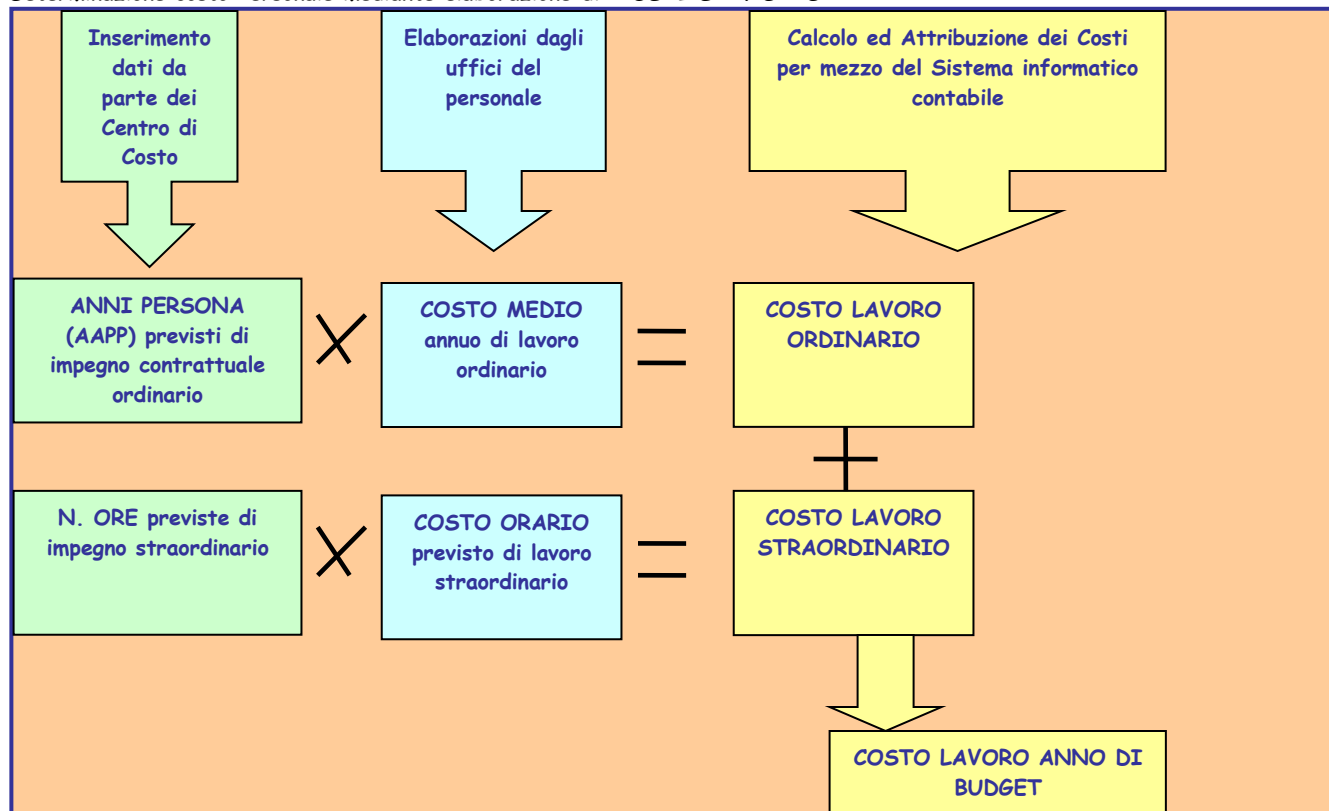 Inserimento
dati da
parte dei
Centro di
Costo
Elaborazioni dagli
uffici del
personale
Calcolo ed Attribuzione dei Costi
per mezzo del Sistema informatico
contabile
ANNI PERSONA
(AAPP) previsti di
impegno contrattuale
ordinario
COSTO MEDIO
annuo di lavoro
ordinario
COSTO LAVORO
ORDINARIO
N. ORE previste di
impegno straordinario
COSTO ORARIO
previsto di lavoro
straordinario
COSTO LAVORO
STRAORDINARIO
COSTO LAVORO ANNO DI
BUDGET